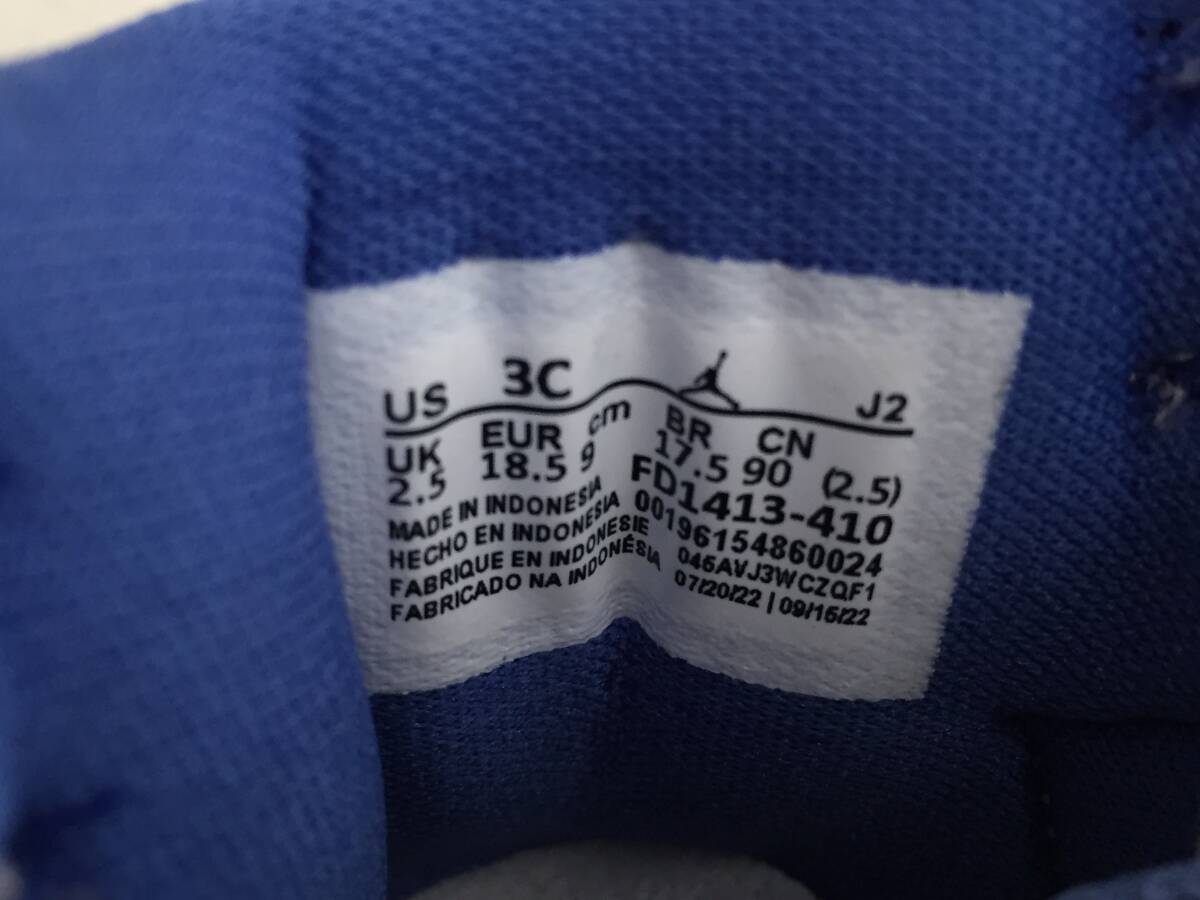 US 3C J2
UK EUR cm BR CN
2.5 18.5 9 17.5 90 (2.5)
MADE IN INDONESIA
HECHO EN INDONESIA
FABRIQUE EN INDONESIE
FABRICADO NA INDONÉSIA
FD1413-410
00196154860024
046AVJ3WCZQF1
07/20/22 | 09/15/22